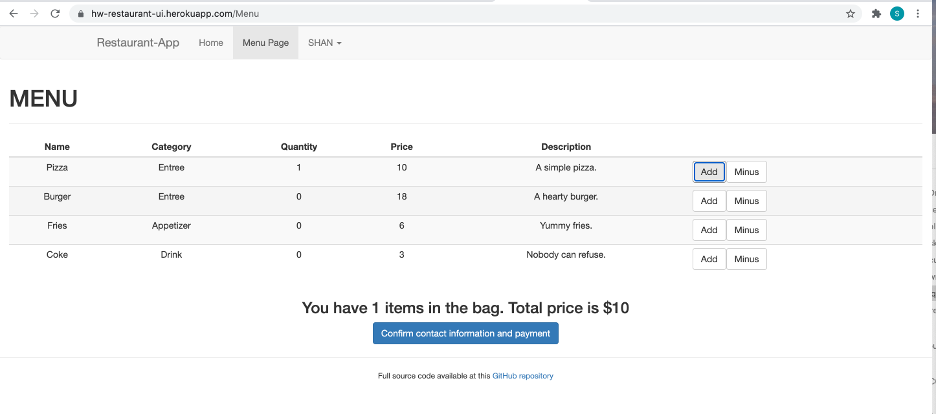 hw-restaurant-ui.herokuapp.com/Menu
S
Restaurant-App Home Menu Page SHAN
MENU
Name Category Quantity Price Description
Pizza Entree 1 10 A simple pizza. Add Minus
Burger Entree 0 18 A hearty burger. Add Minus
Fries Appetizer 0 6 Yummy fries. Add Minus
Coke Drink 0 3 Nobody can refuse. Add Minus
You have 1 items in the bag. Total price is $10
Confirm contact information and payment
Full source code available at this GitHub repository